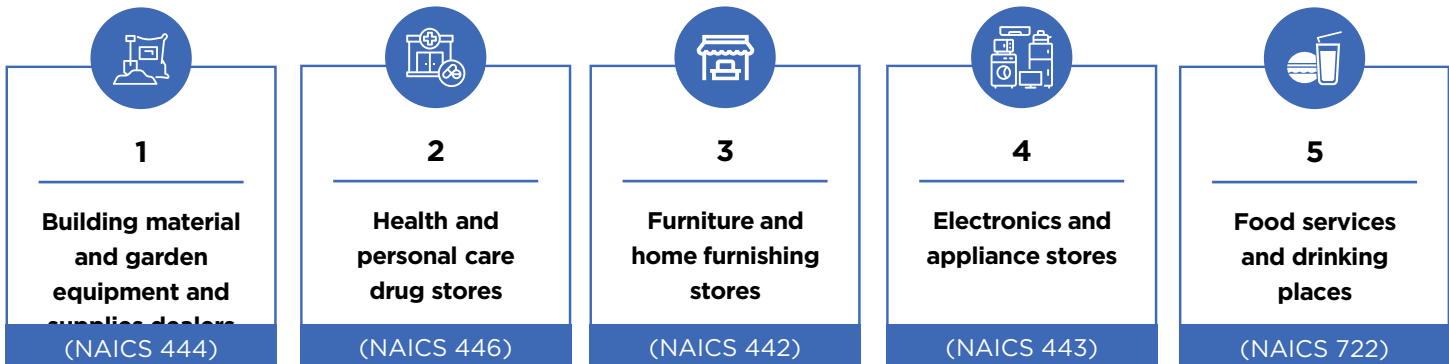 1
Building material
and garden
equipment and
supplies dealers
(NAICS 444)
2
Health and
personal care
drug stores
(NAICS 446)
3
Furniture and
home furnishing
stores
(NAICS 442)
4
Electronics and
appliance stores
(NAICS 443)
5
Food services
and drinking
places
(NAICS 722)